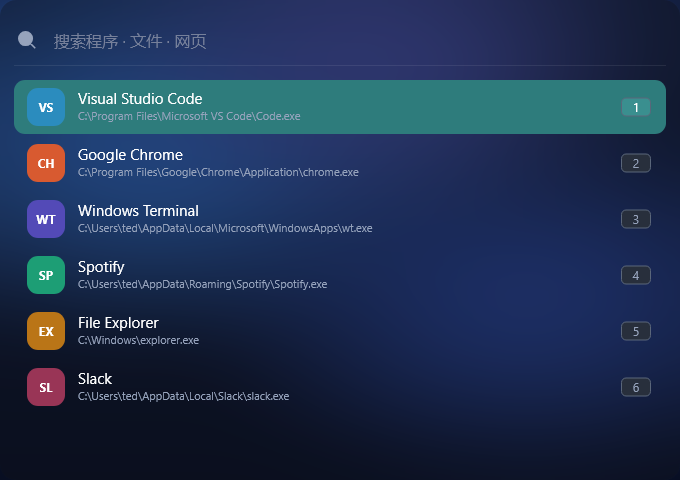 搜索程序 · 文件 · 网页
VS
Visual Studio Code
C:\Program Files\Microsoft VS Code\Code.exe
1
CH
Google Chrome
C:\Program Files\Google\Chrome\Application\chrome.exe
2
WT
Windows Terminal
C:\Users\ted\AppData\Local\Microsoft\WindowsApps\wt.exe
3
SP
Spotify
C:\Users\ted\AppData\Roaming\Spotify\Spotify.exe
4
EX
File Explorer
C:\Windows\explorer.exe
5
SL
Slack
C:\Users\ted\AppData\Local\Slack\slack.exe
6